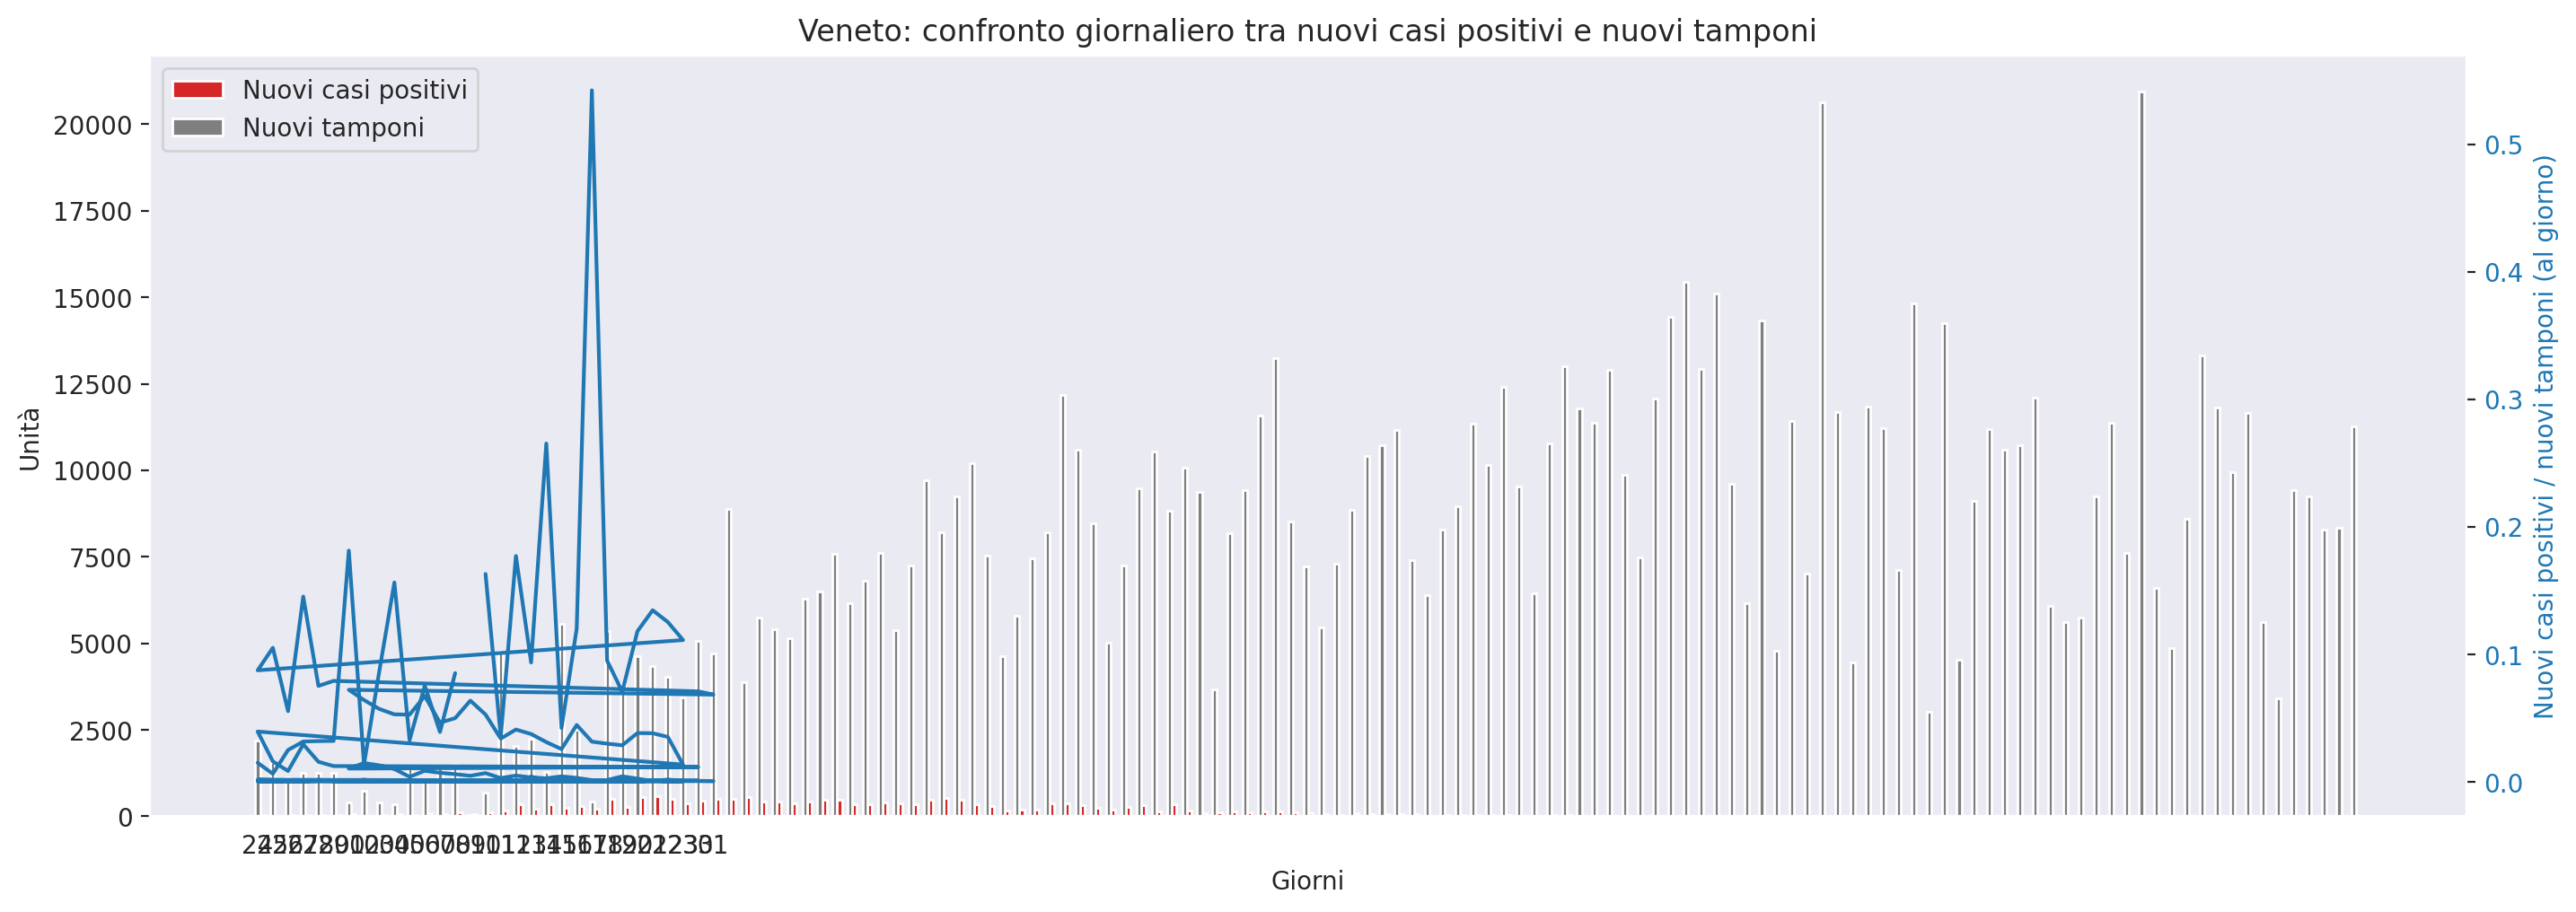 Veneto: confronto giornaliero tra nuovi casi positivi e nuovi tamponi
Nuovi casi positivi
Nuovi tamponi
20000
17500
15000
12500
10000
7500
5000
2500
0
Unità
0.5
0.4
0.3
0.2
0.1
0.0
Nuovi casi positivi / nuovi tamponi (al giorno)
Giorni